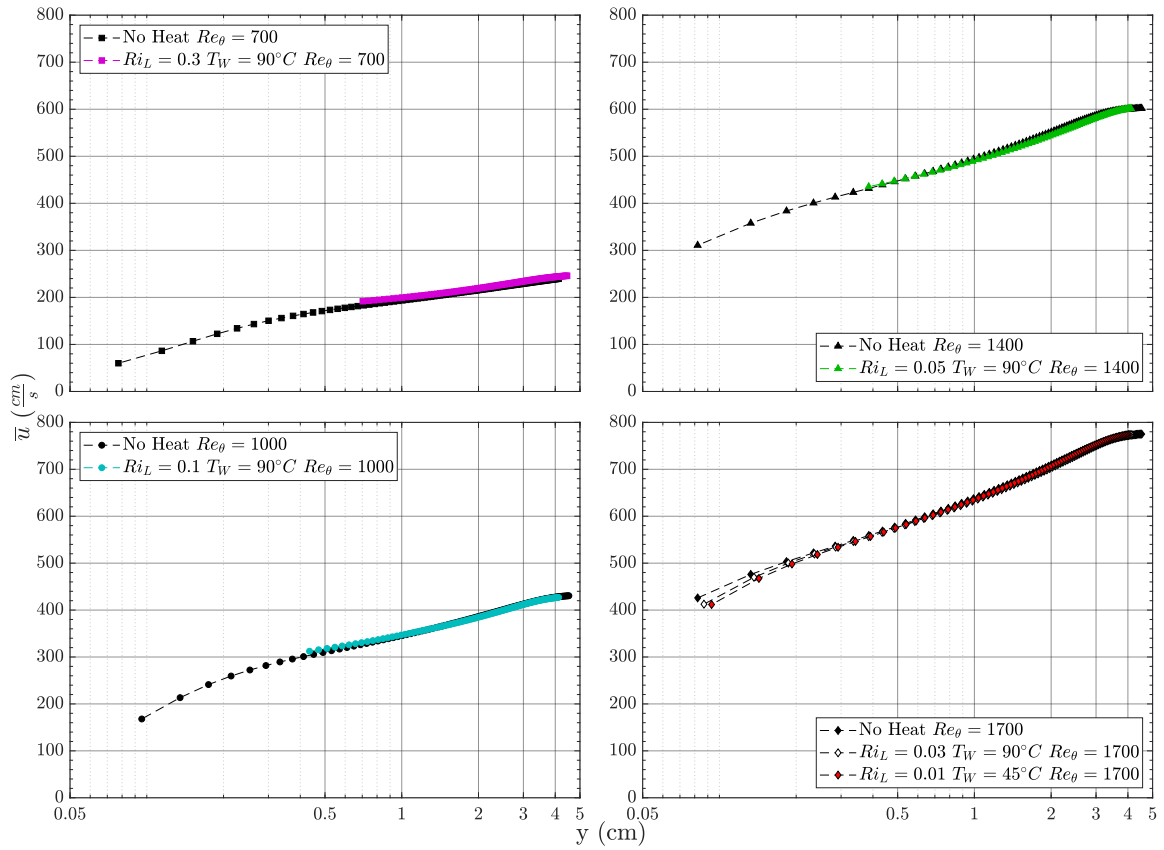 800
700
600
500
400
300
200
100
0
No Heat Re_θ = 700
Ri_L = 0.3 T_W = 90°C Re_θ = 700
800
700
600
500
400
300
200
100
0
No Heat Re_θ = 1400
Ri_L = 0.05 T_W = 90°C Re_θ = 1400
u̅ (cm/s)
800
700
600
500
400
300
200
100
0
No Heat Re_θ = 1000
Ri_L = 0.1 T_W = 90°C Re_θ = 1000
0.05 0.5 1 2 3 4 5
800
700
600
500
400
300
200
100
0
No Heat Re_θ = 1700
Ri_L = 0.03 T_W = 90°C Re_θ = 1700
Ri_L = 0.01 T_W = 45°C Re_θ = 1700
0.05 0.5 1 2 3 4 5
y (cm)